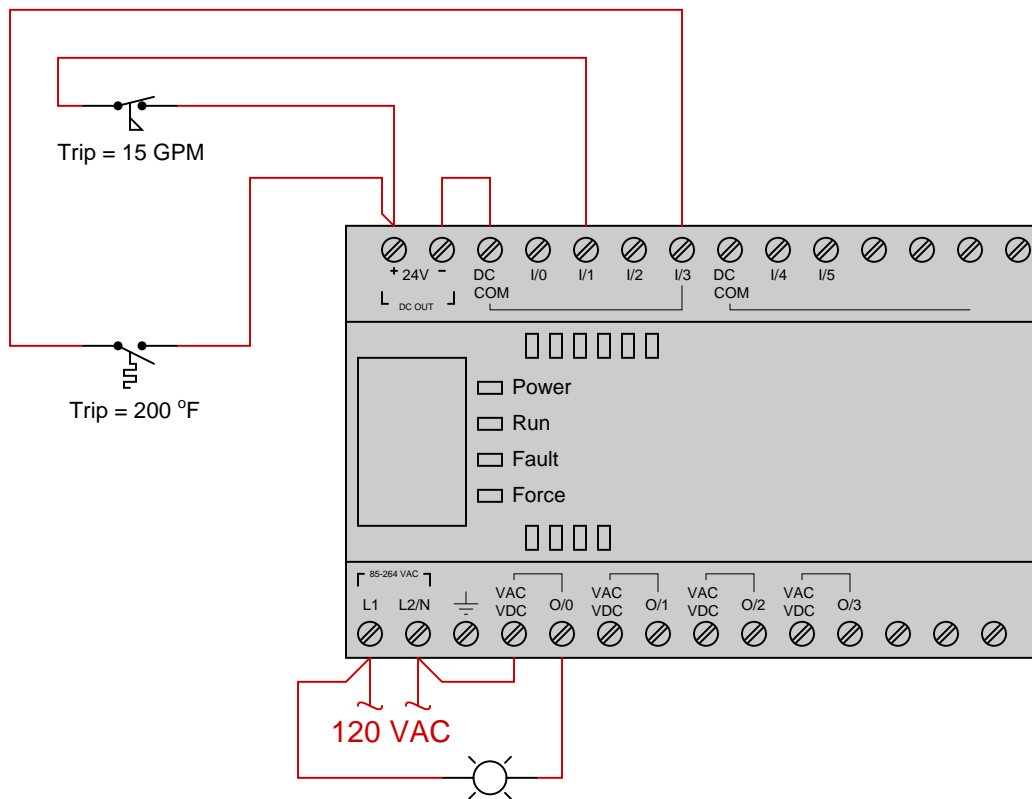 Trip = 15 GPM
+ 24V -
DC OUT
DC COM
I/0
I/1
I/2
I/3
DC COM
I/4
I/5
Trip = 200 °F
Power
Run
Fault
Force
85-264 VAC
L1
L2/N
VAC VDC
O/0
VAC VDC
O/1
VAC VDC
O/2
VAC VDC
O/3
120 VAC